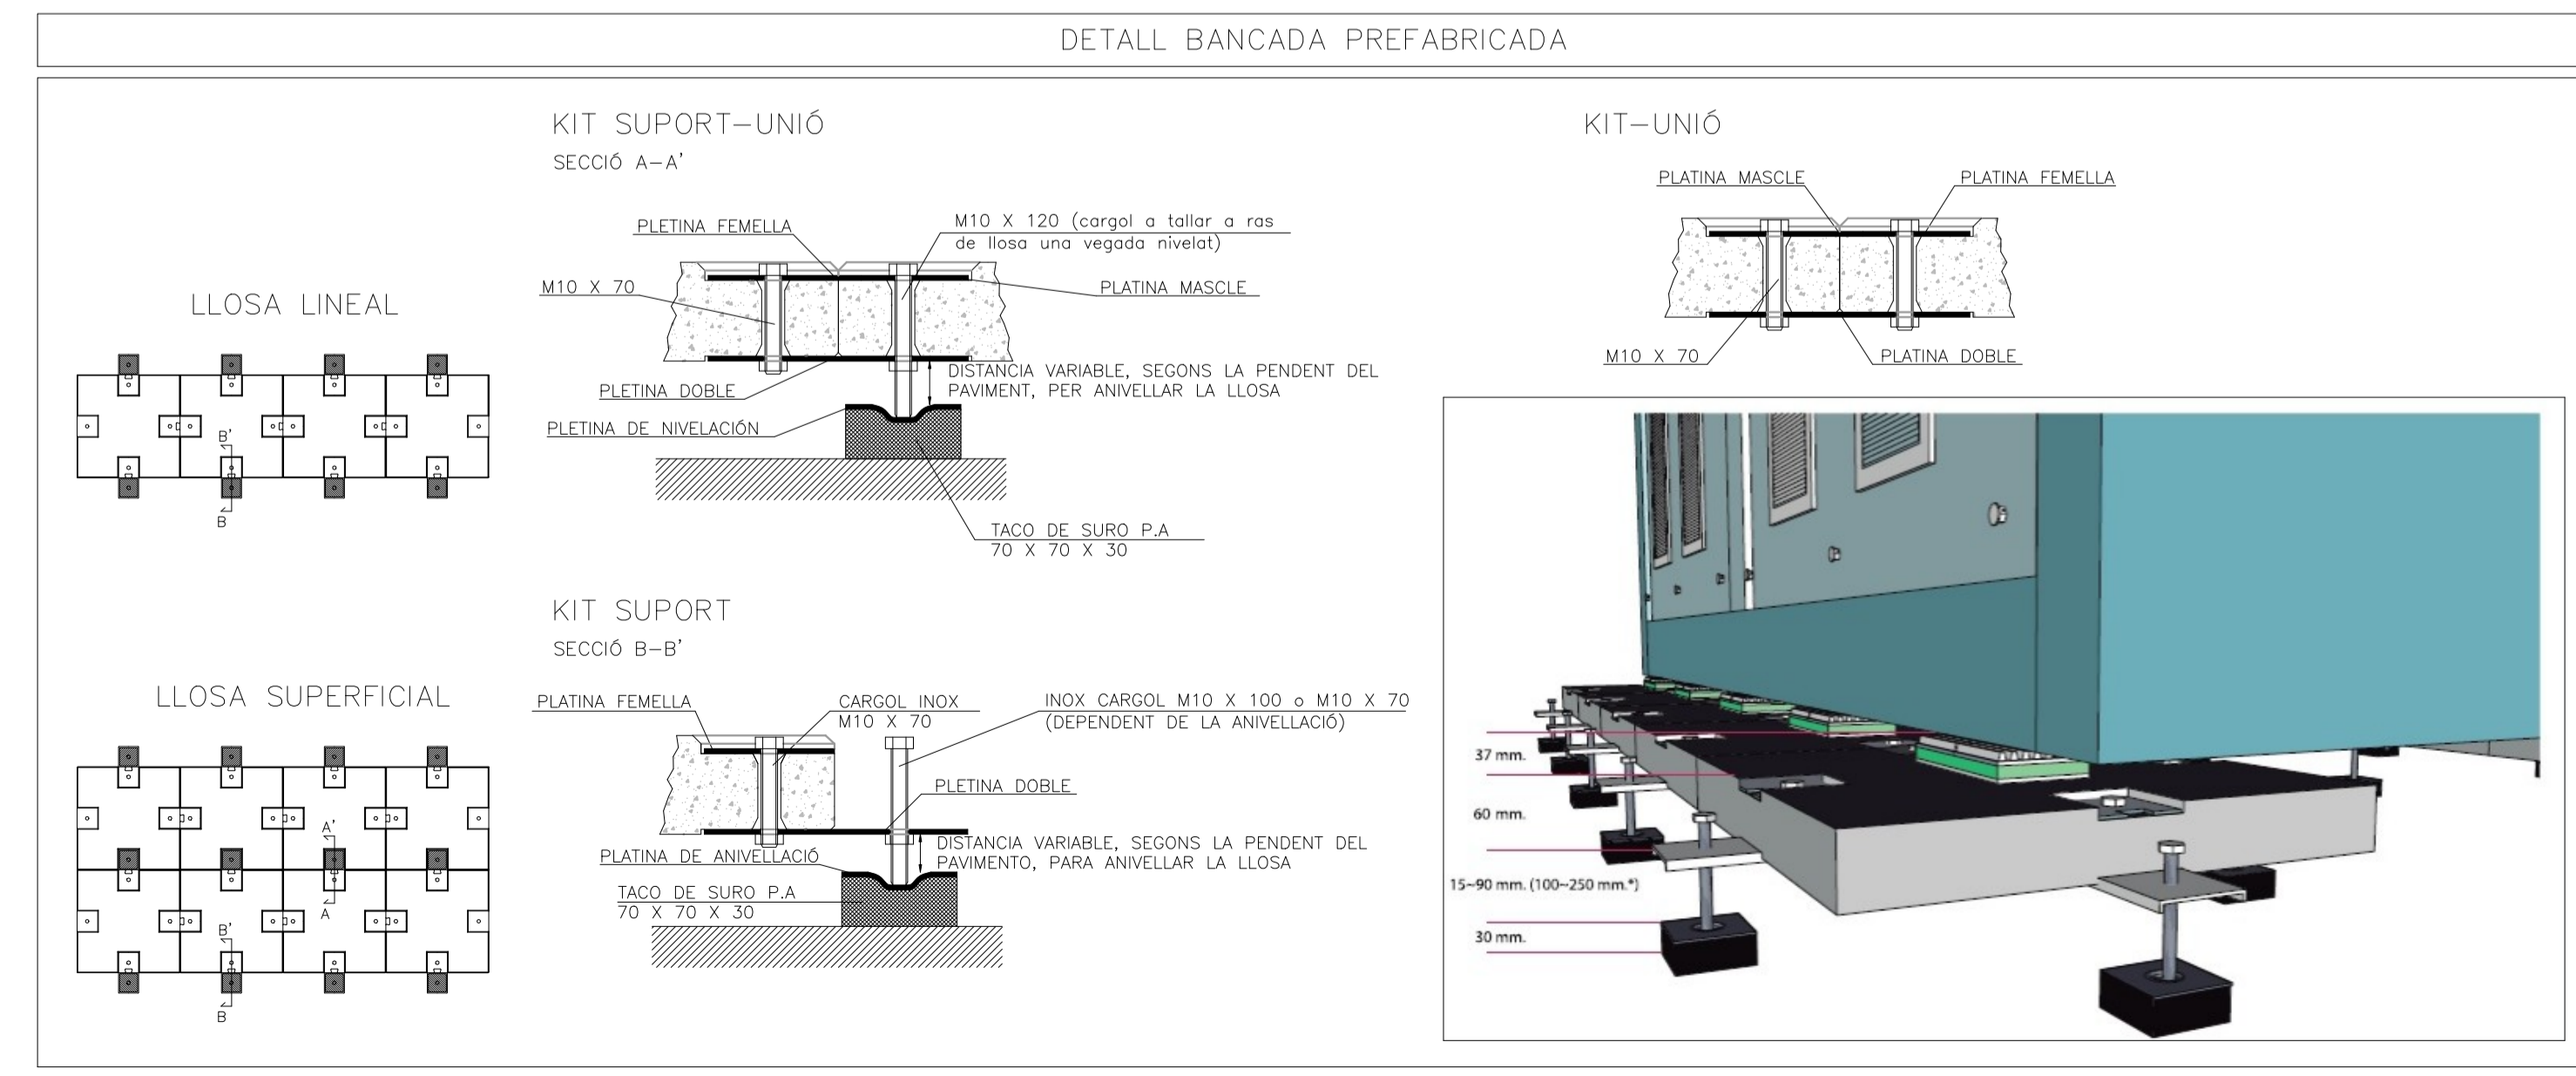 DETALL BANCADA PREFABRICADA
LLOSA LINEAL
B'
B
LLOSA SUPERFICIAL
A'
A
B'
B
KIT SUPORT-UNIÓ
SECCIÓ A-A'
PLETINA FEMELLA
M10 X 120 (cargol a tallar a ras
de llosa una vegada nivelat)
M10 X 70
PLATINA MASCLE
DISTANCIA VARIABLE, SEGONS LA PENDENT DEL
PAVIMENT, PER ANIVELLAR LA LLOSA
PLETINA DOBLE
PLETINA DE NIVELACIÓN
TACO DE SURO P.A
70 X 70 X 30
KIT SUPORT
SECCIÓ B-B'
PLATINA FEMELLA
CARGOL INOX
M10 X 70
INOX CARGOL M10 X 100 o M10 X 70
(DEPENDENT DE LA ANIVELLACIÓ)
PLETINA DOBLE
DISTANCIA VARIABLE, SEGONS LA PENDENT DEL
PAVIMENTO, PARA ANIVELLAR LA LLOSA
PLATINA DE ANIVELLACIÓ
TACO DE SURO P.A
70 X 70 X 30
KIT-UNIÓ
PLATINA MASCLE
PLATINA FEMELLA
M10 X 70
PLATINA DOBLE
37 mm.
60 mm.
15~90 mm. (100~250 mm.*)
30 mm.